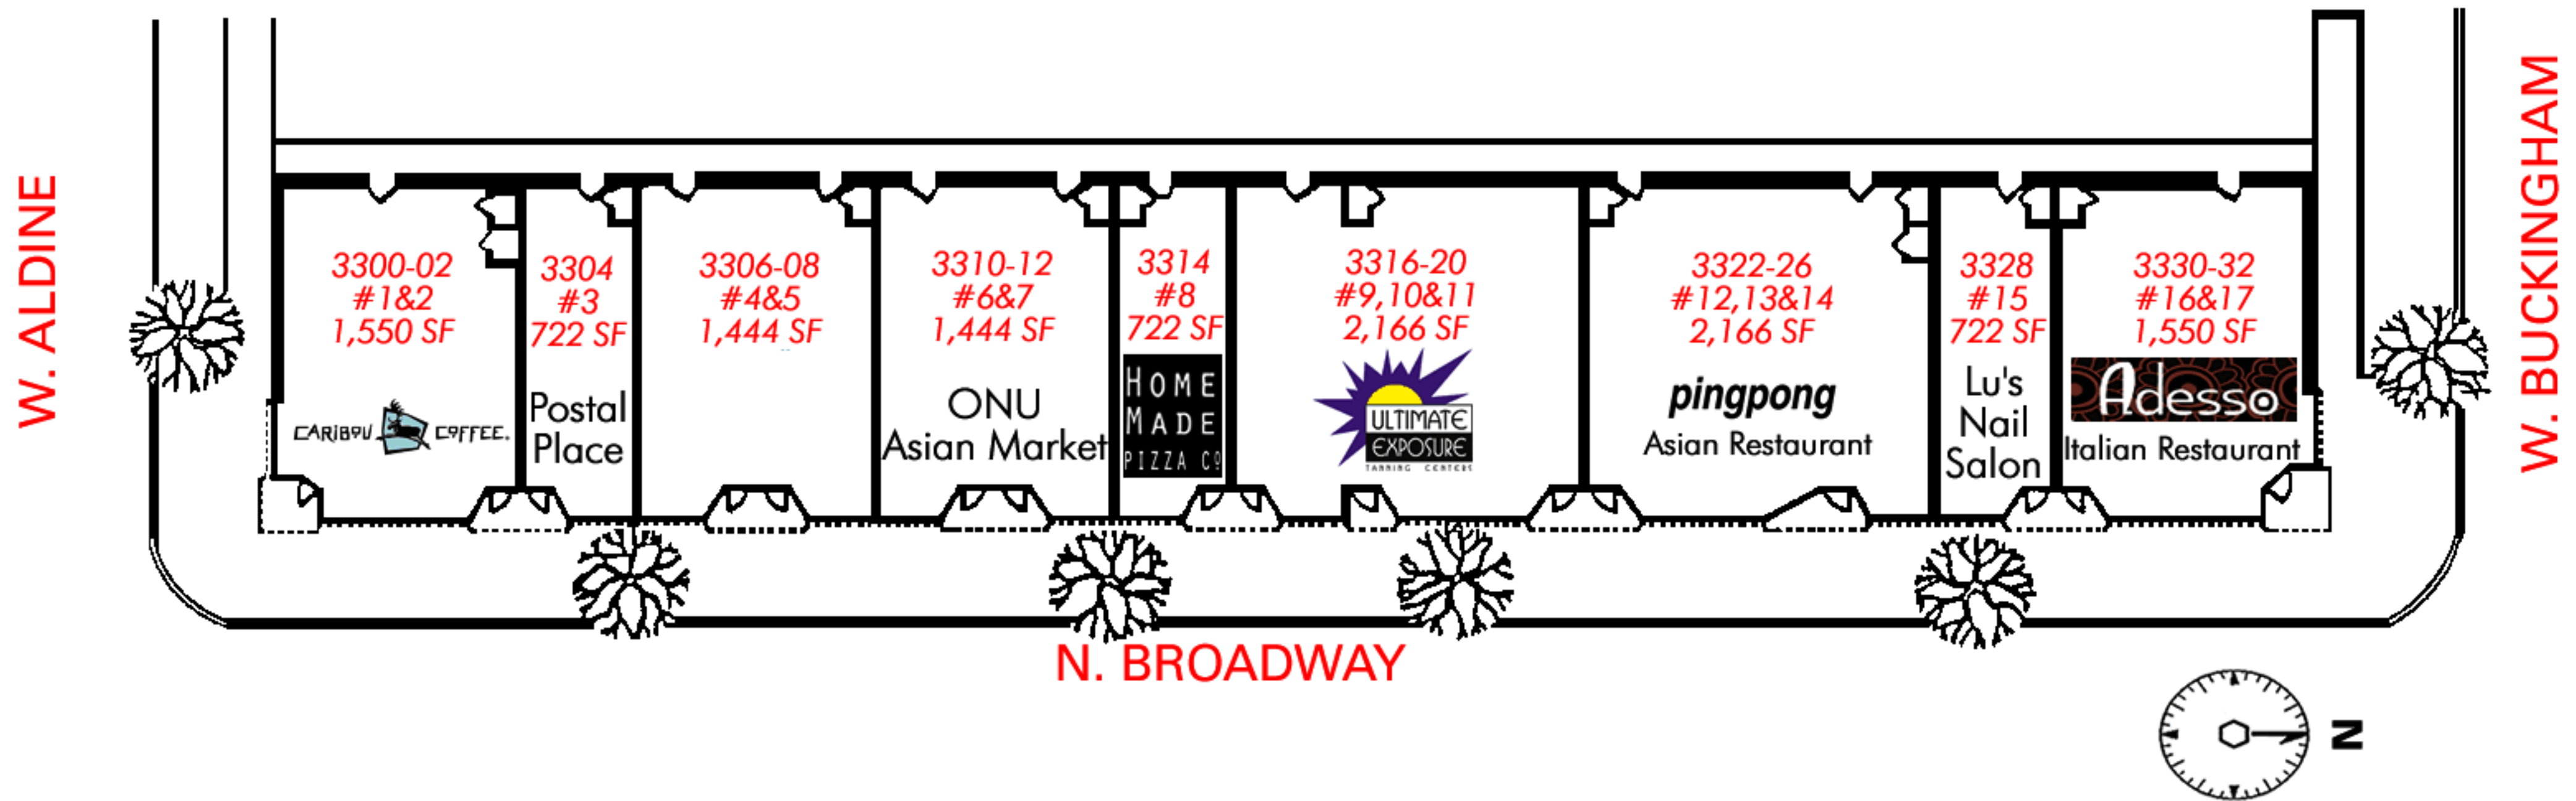 W. ALDINE
3300-02
#1&2
1,550 SF
CARIBOU COFFEE.
3304
#3
722 SF
Postal
Place
3306-08
#4&5
1,444 SF
3310-12
#6&7
1,444 SF
ONU
Asian Market
3314
#8
722 SF
HOME
MADE
PIZZA CO
3316-20
#9,10&11
2,166 SF
ULTIMATE
EXPOSURE
TANNING CENTERS
3322-26
#12,13&14
2,166 SF
pingpong
Asian Restaurant
3328
#15
722 SF
Lu's
Nail
Salon
3330-32
#16&17
1,550 SF
Adesso
Italian Restaurant
W. BUCKINGHAM
N. BROADWAY
N